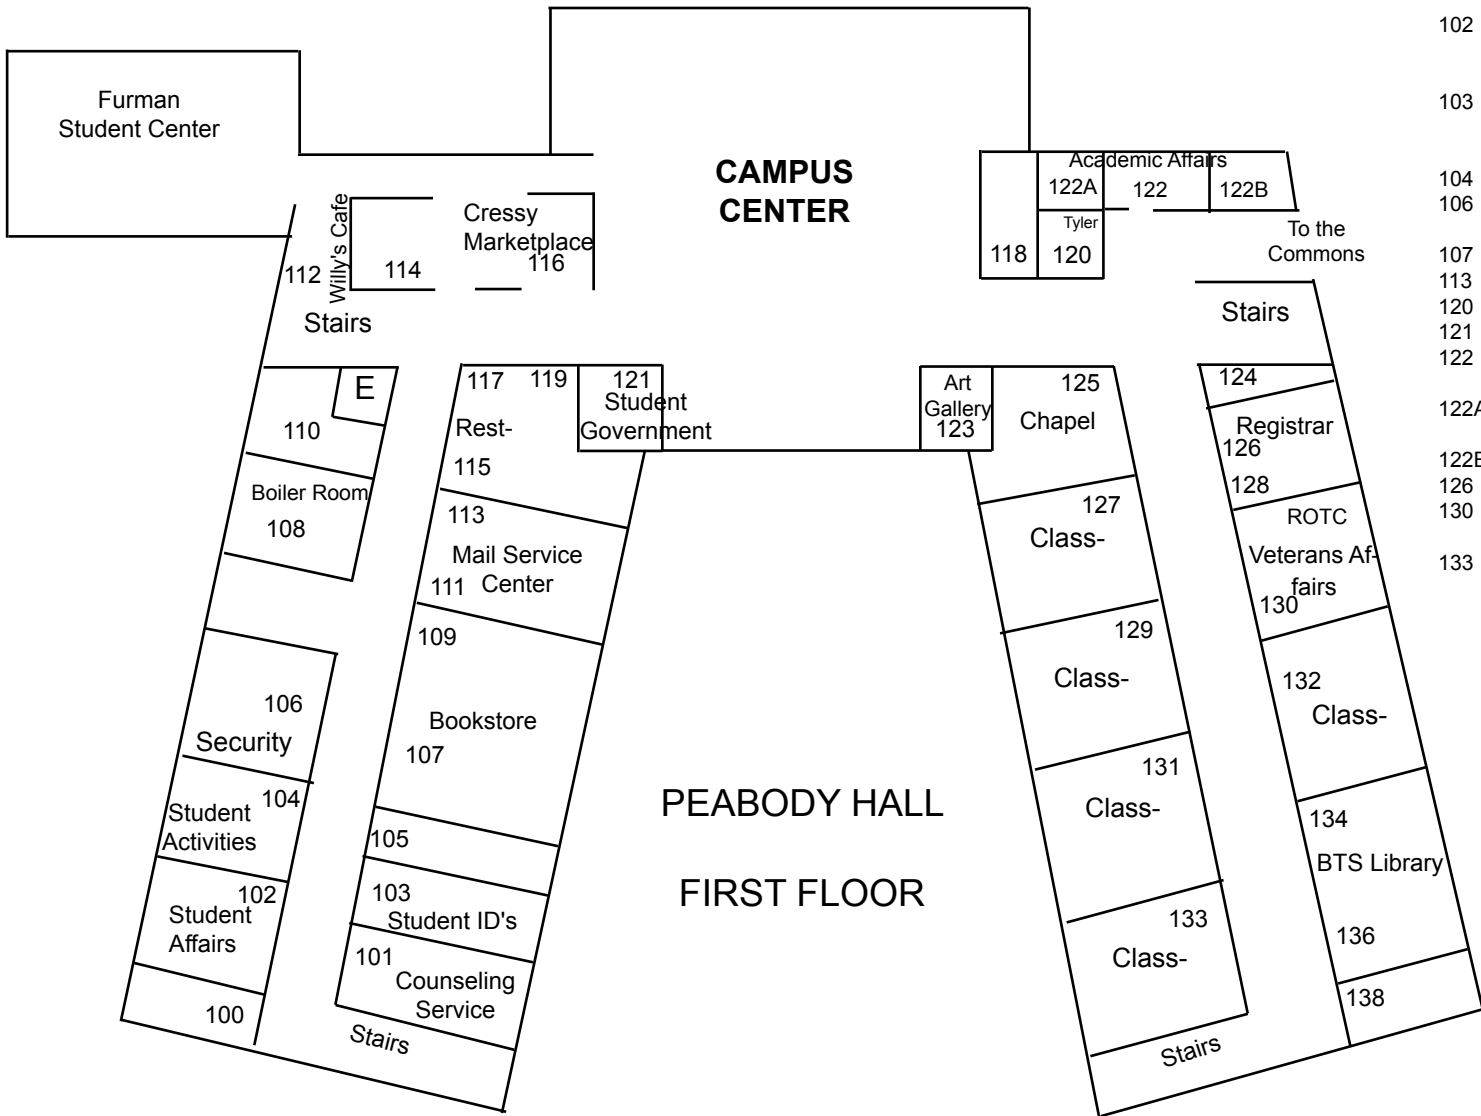 Furman
Student Center
CAMPUS
CENTER
Academic Affairs
122A
122
122B
Tyler
118
120
To the
Commons
Willy's Cafe
Cressy
Marketplace
112
114
116
Stairs
Stairs
E
110
Boiler Room
108
106
Security
104
Student
Activities
102
Student
Affairs
100
117
119
121
Student
Government
Rest-
115
113
Mail Service
Center
111
109
Bookstore
107
105
103
Student ID's
101
Counseling
Service
Stairs
PEABODY HALL
FIRST FLOOR
Art
Gallery
123
125
Chapel
127
Class-
129
Class-
131
Class-
133
Class-
Stairs
124
Registrar
126
128
ROTC
Veterans Af-
fairs
130
132
Class-
134
BTS Library
136
138
102
103
104
106
107
113
120
121
122
122A
122B
126
130
133